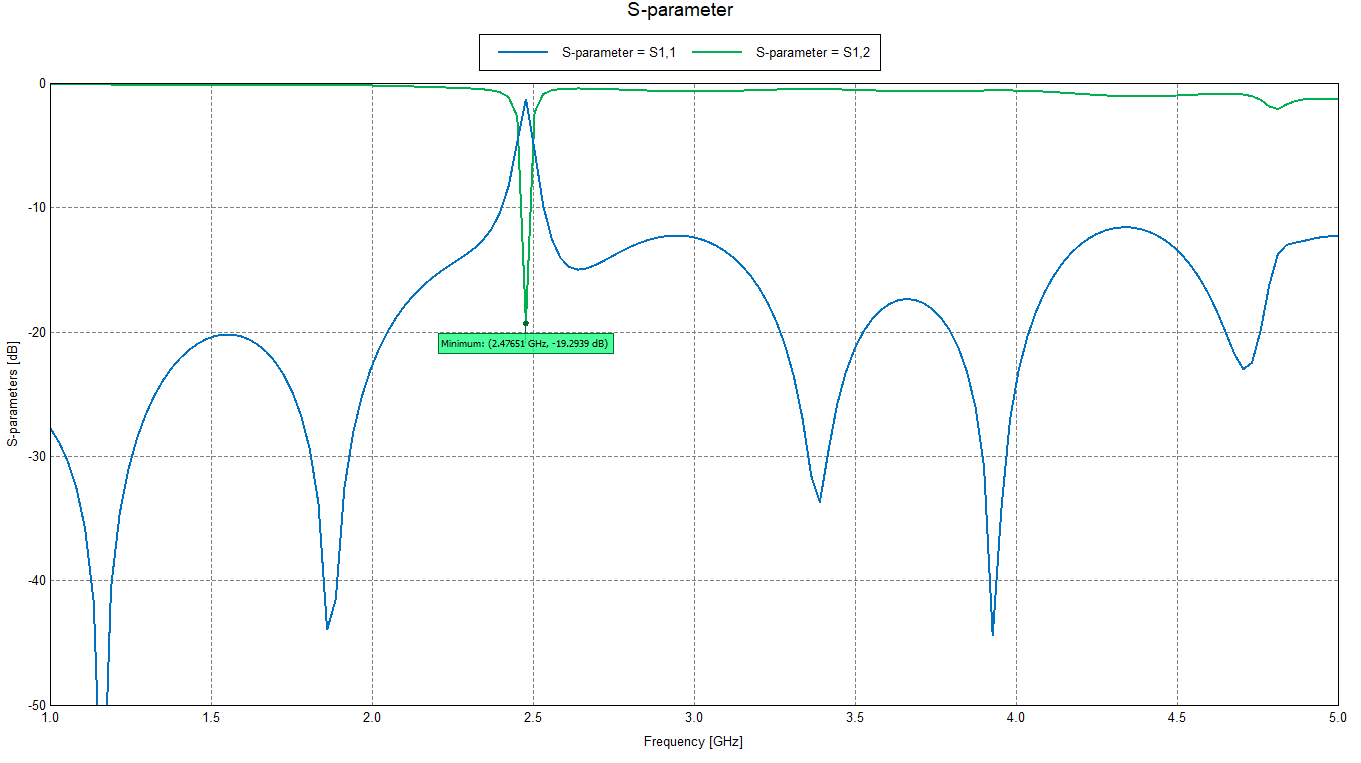 S-parameter
S-parameter = S1,1 S-parameter = S1,2
0
-10
-20
-30
-40
-50
S-parameters [dB]
Minimum: (2.47651 GHz, -19.2939 dB)
1.0 1.5 2.0 2.5 3.0 3.5 4.0 4.5 5.0
Frequency [GHz]